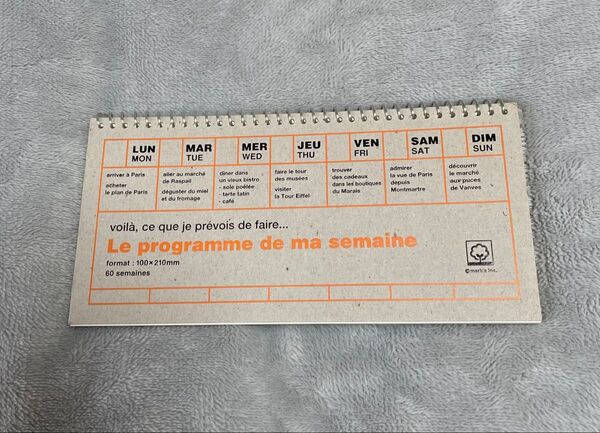 LUN MAR MER JEU VEN SAM DIM
MON TUE WED THU FRI SAT SUN
arriver à Paris
acheter
le plan de Paris
aller au marché
de Raspail
déguster du miel
et du fromage
dîner dans
un vieux bistro
- sole poêlée
- tarte tatin
- café
faire le tour
des musées
visiter
la Tour Eiffel
trouver
des cadeaux
dans les boutiques
du Marais
admirer
la vue de Paris
depuis
Montmartre
découvrir
le marché
aux puces
de Vanves
voilà, ce que je prévois de faire...
Le programme de ma semaine
format : 100×210mm
60 semaines
©mark's inc.